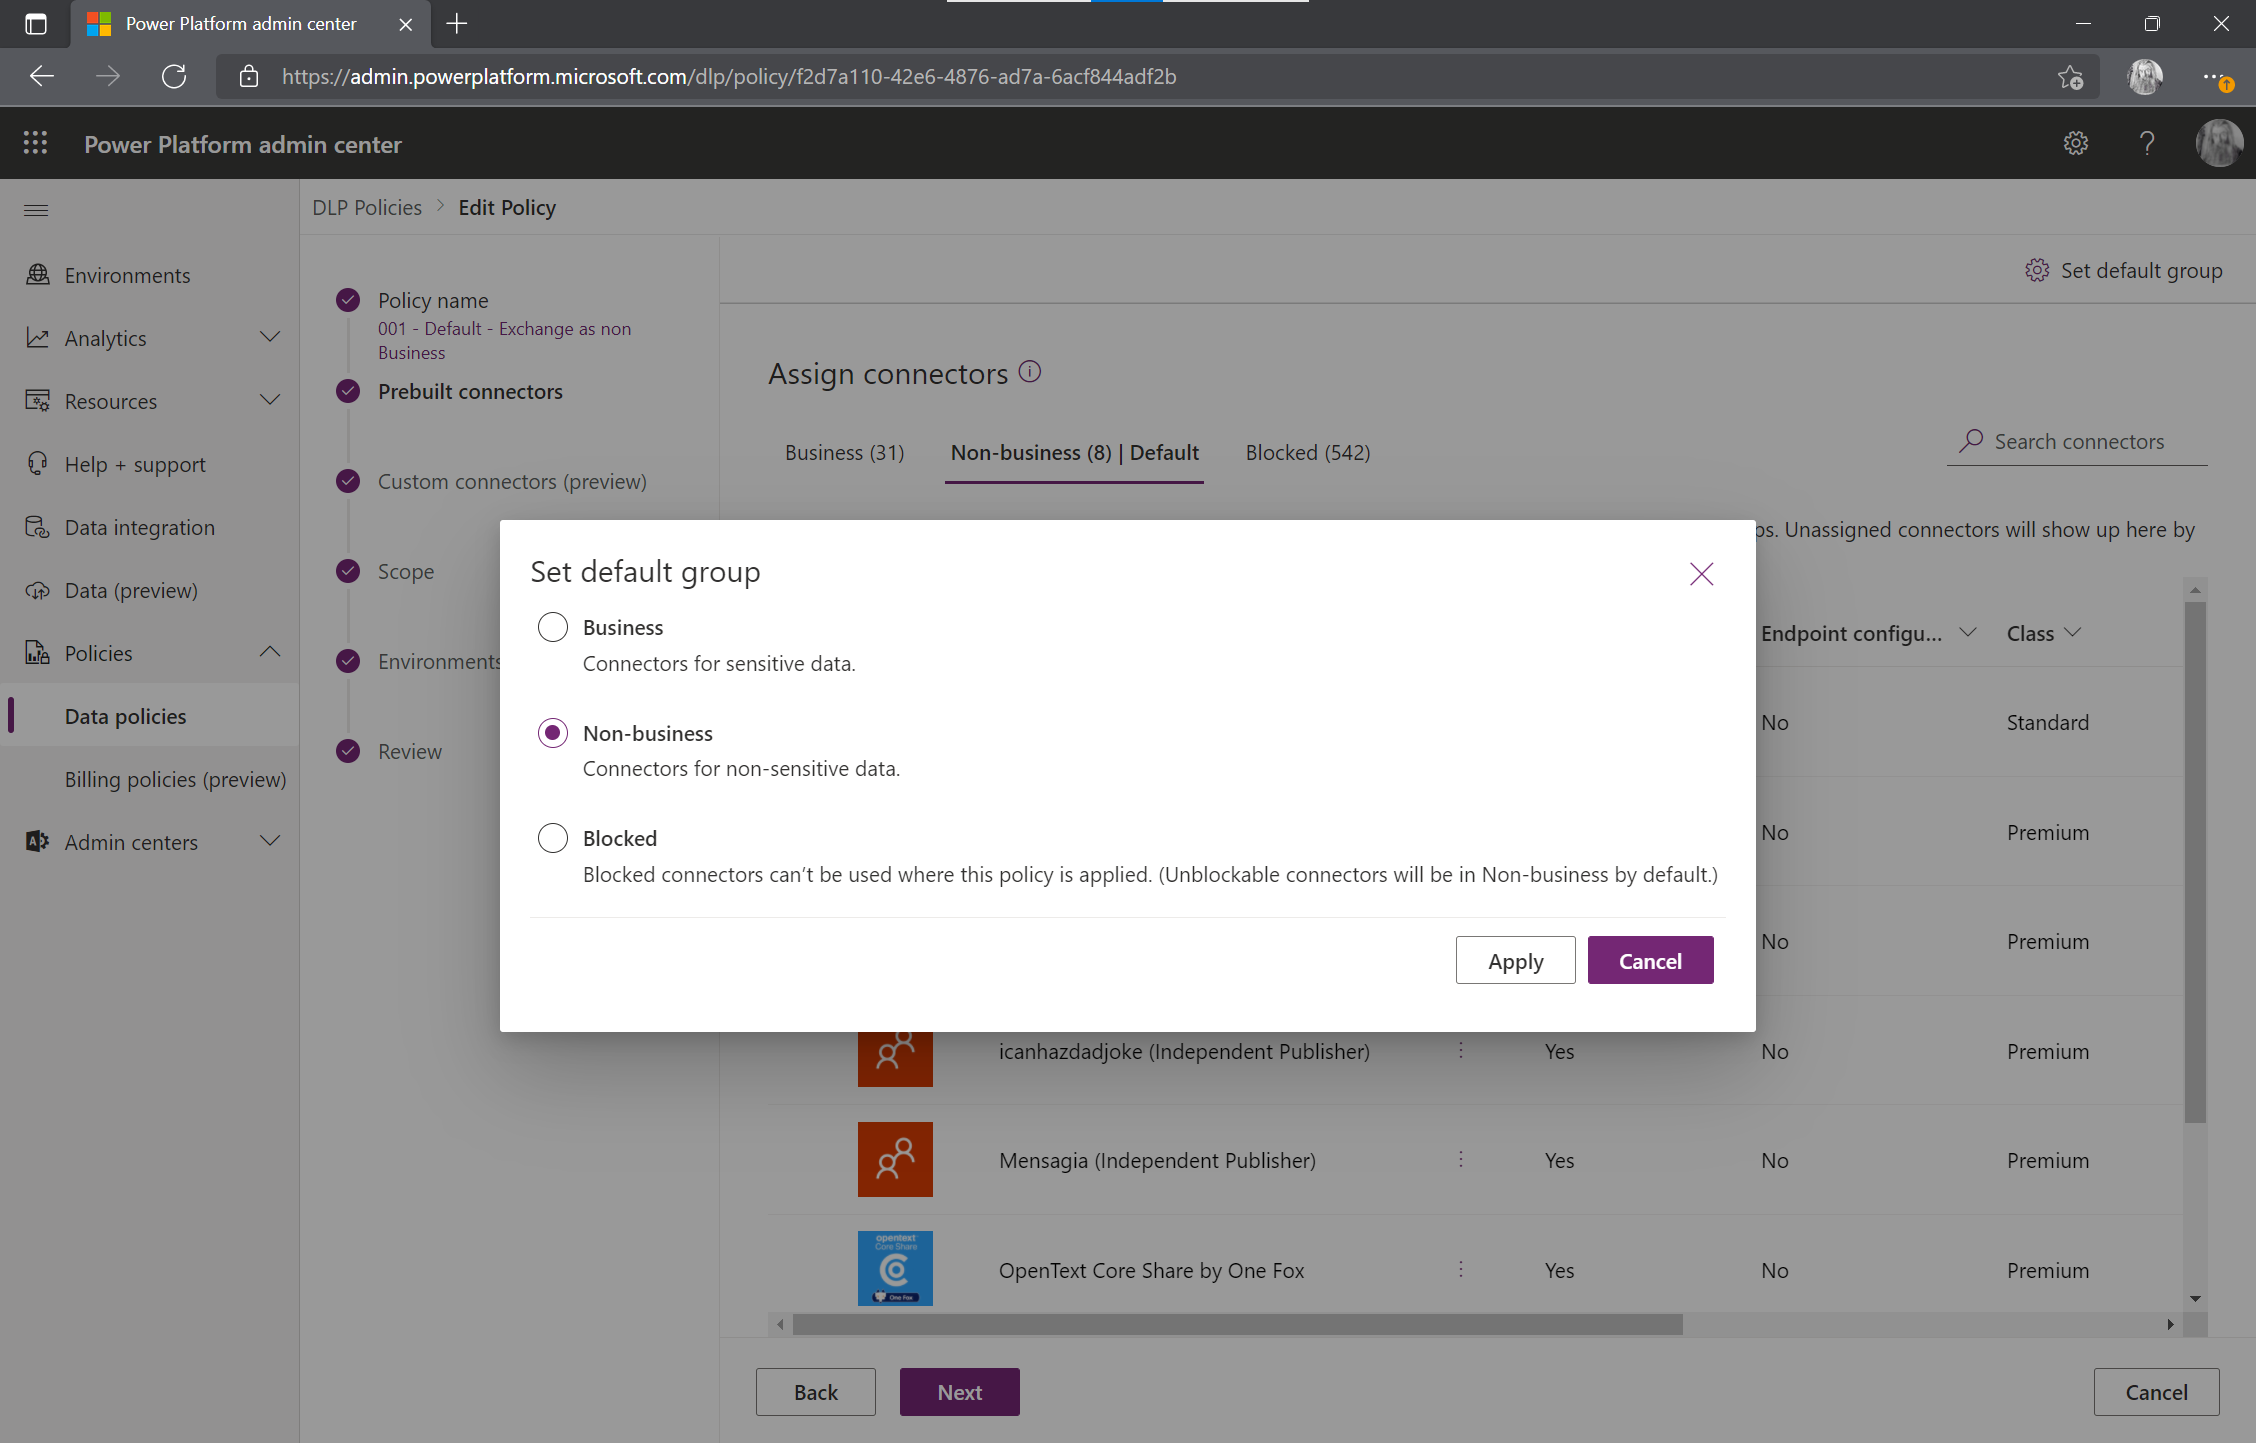 Power Platform admin center
https://admin.powerplatform.microsoft.com/dlp/policy/f2d7a110-42e6-4876-ad7a-6acf844adf2b
Power Platform admin center
Environments
Analytics
Resources
Help + support
Data integration
Data (preview)
Policies
Data policies
Billing policies (preview)
Admin centers
DLP Policies > Edit Policy
Policy name
001 - Default - Exchange as non
Business
Prebuilt connectors
Custom connectors (preview)
Scope
Environments
Review
Set default group
Assign connectors
Business (31)
Non-business (8) | Default
Blocked (542)
Search connectors
Unassigned connectors will show up here by
Endpoint configu...
Class
No
Standard
No
Premium
No
Premium
Set default group
Business
Connectors for sensitive data.
Non-business
Connectors for non-sensitive data.
Blocked
Blocked connectors can't be used where this policy is applied. (Unblockable connectors will be in Non-business by default.)
Apply
Cancel
icanhazdadjoke (Independent Publisher)
Yes
No
Premium
Mensagia (Independent Publisher)
Yes
No
Premium
opentext
Core Share
One Fox
OpenText Core Share by One Fox
Yes
No
Premium
Back
Next
Cancel